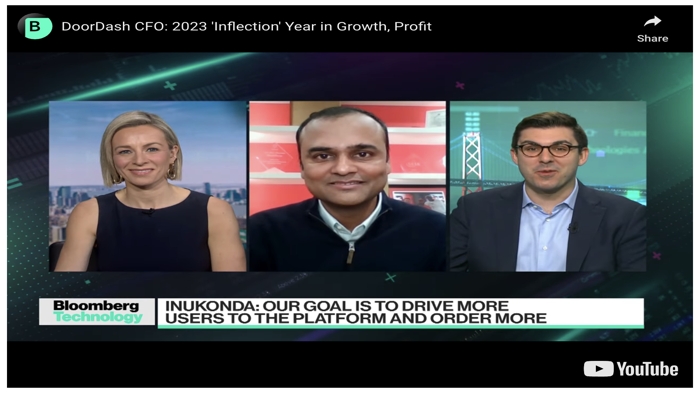 B
DoorDash CFO: 2023 'Inflection' Year in Growth, Profit
Share
Finan
Bloomberg
Technology
INUKONDA: OUR GOAL IS TO DRIVE MORE
USERS TO THE PLATFORM AND ORDER MORE
YouTube